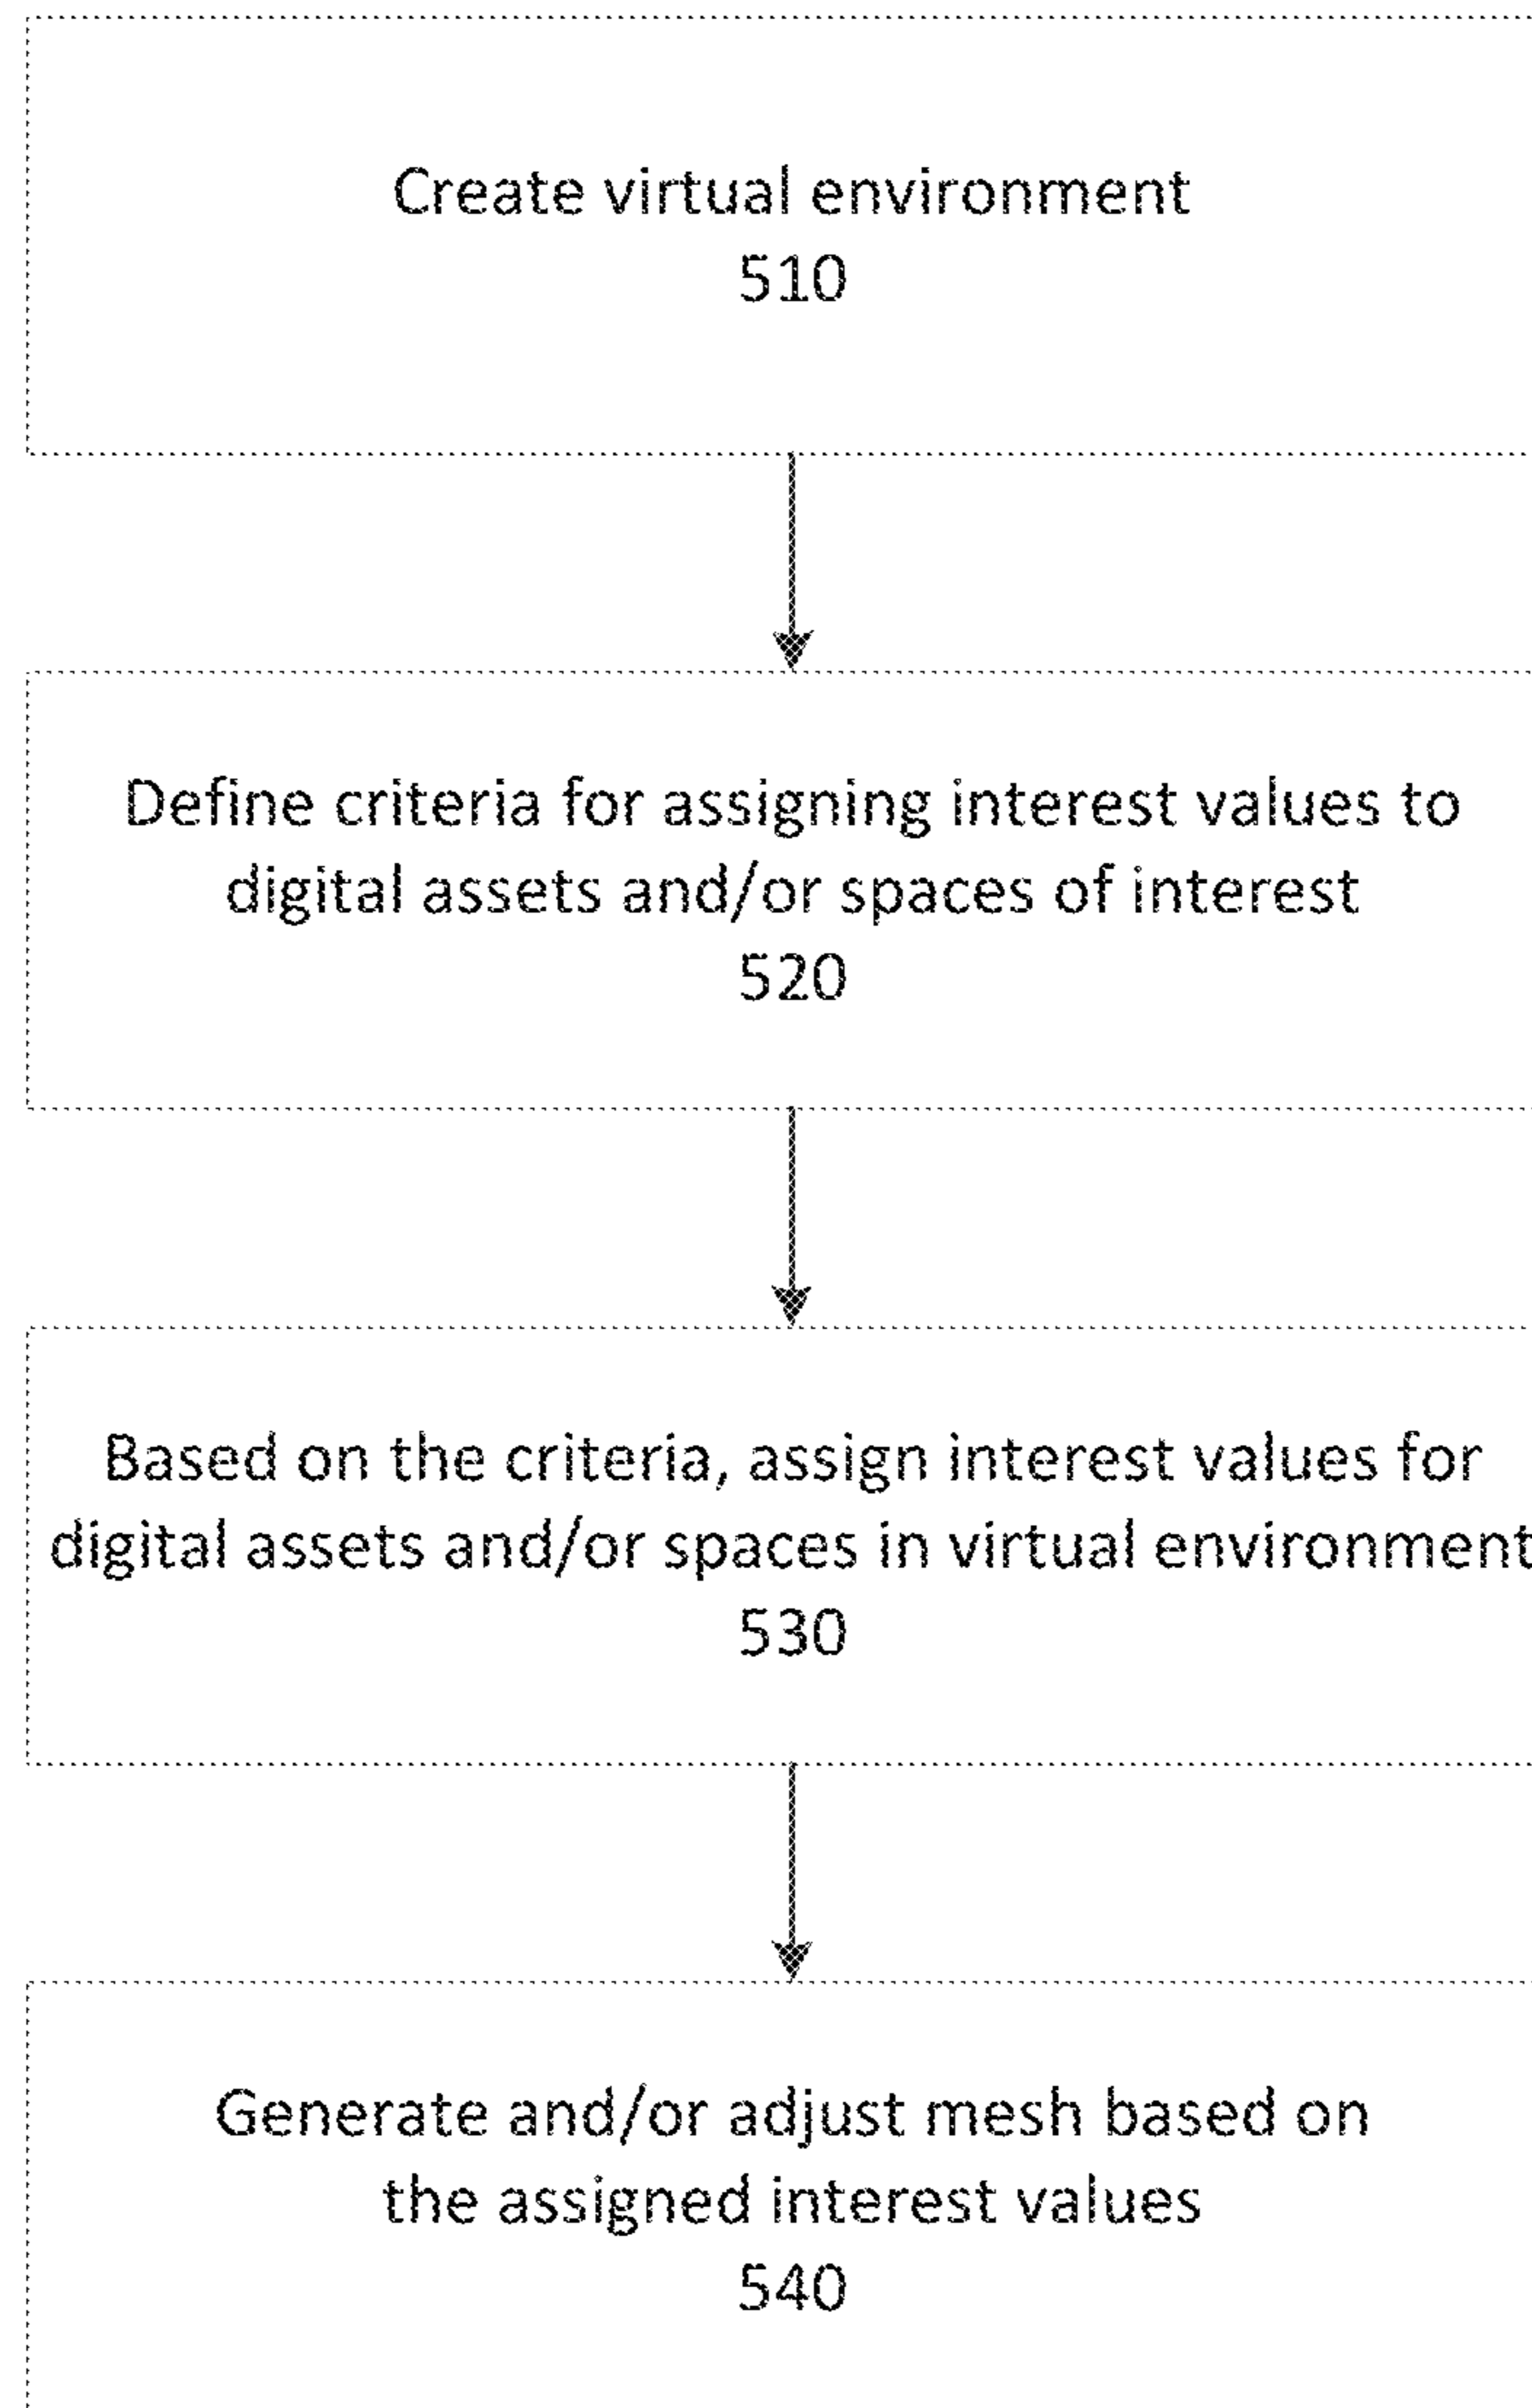 Create virtual environment
510
Define criteria for assigning interest values to
digital assets and/or spaces of interest
520
Based on the criteria, assign interest values for
digital assets and/or spaces in virtual environment
530
Generate and/or adjust mesh based on
the assigned interest values
540